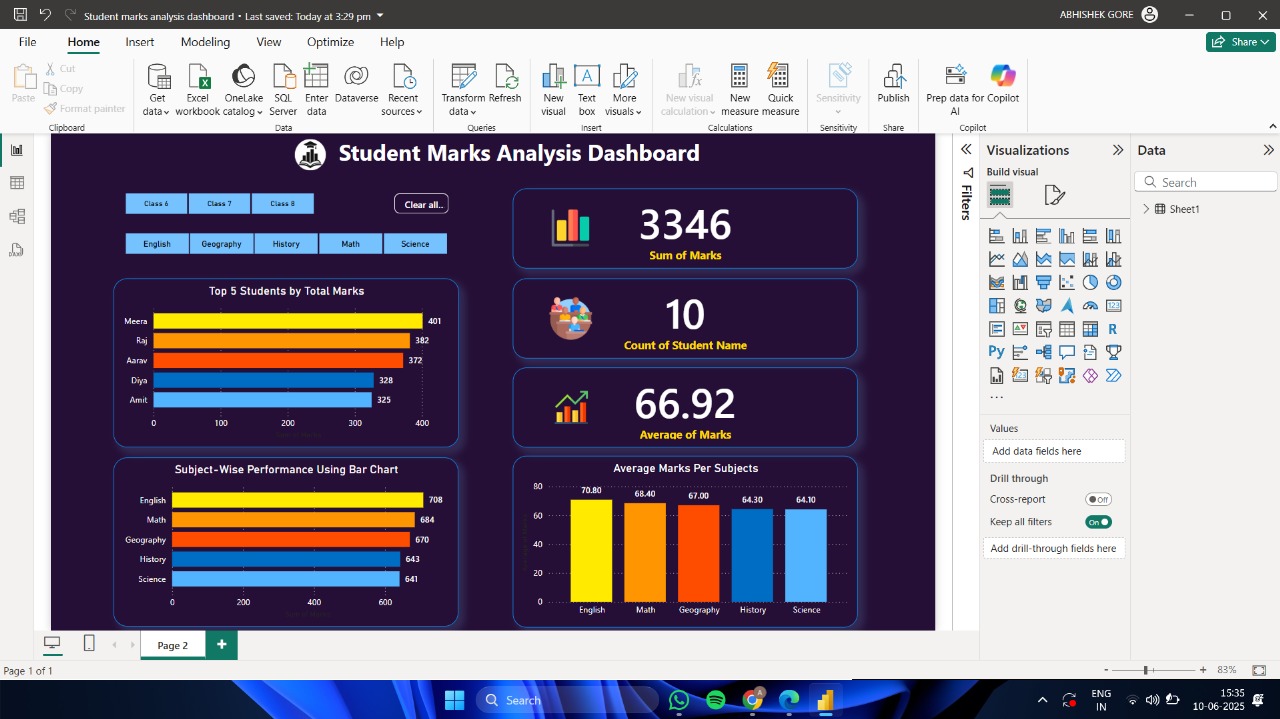 Student marks analysis dashboard • Last saved: Today at 3:29 pm
ABHISHEK GORE
File Home Insert Modeling View Optimize Help
Share
Paste
Cut
Copy
Format painter
Clipboard
Get data
Excel workbook
OneLake catalog
SQL Server
Enter data
Dataverse
Recent sources
Data
Transform data
Refresh
Queries
New visual
Text box
More visuals
Insert
New visual calculation
New measure
Quick measure
Calculations
Sensitivity
Sensitivity
Publish
Share
Prep data for AI
Copilot
Copilot
Student Marks Analysis Dashboard
Class 6 Class 7 Class 8
Clear all..
English Geography History Math Science
3346
Sum of Marks
10
Count of Student Name
66.92
Average of Marks
Top 5 Students by Total Marks
Meera 401
Raj 382
Aarav 372
Diya 328
Amit 325
0 100 200 300 400
Subject-Wise Performance Using Bar Chart
English 708
Math 684
Geography 670
History 643
Science 641
0 200 400 600
Average Marks Per Subjects
80
60
40
20
0
70.80 68.40 67.00 64.30 64.10
English Math Geography History Science
Filters
Visualizations
Build visual
123
R
Py
123
...
Values
Add data fields here
Drill through
Cross-report Off
Keep all filters On
Add drill-through fields here
Data
Search
Sheet1
Page 2
+
Page 1 of 1
- + 83%
Search
A
ENG
IN
15:35
10-06-2025